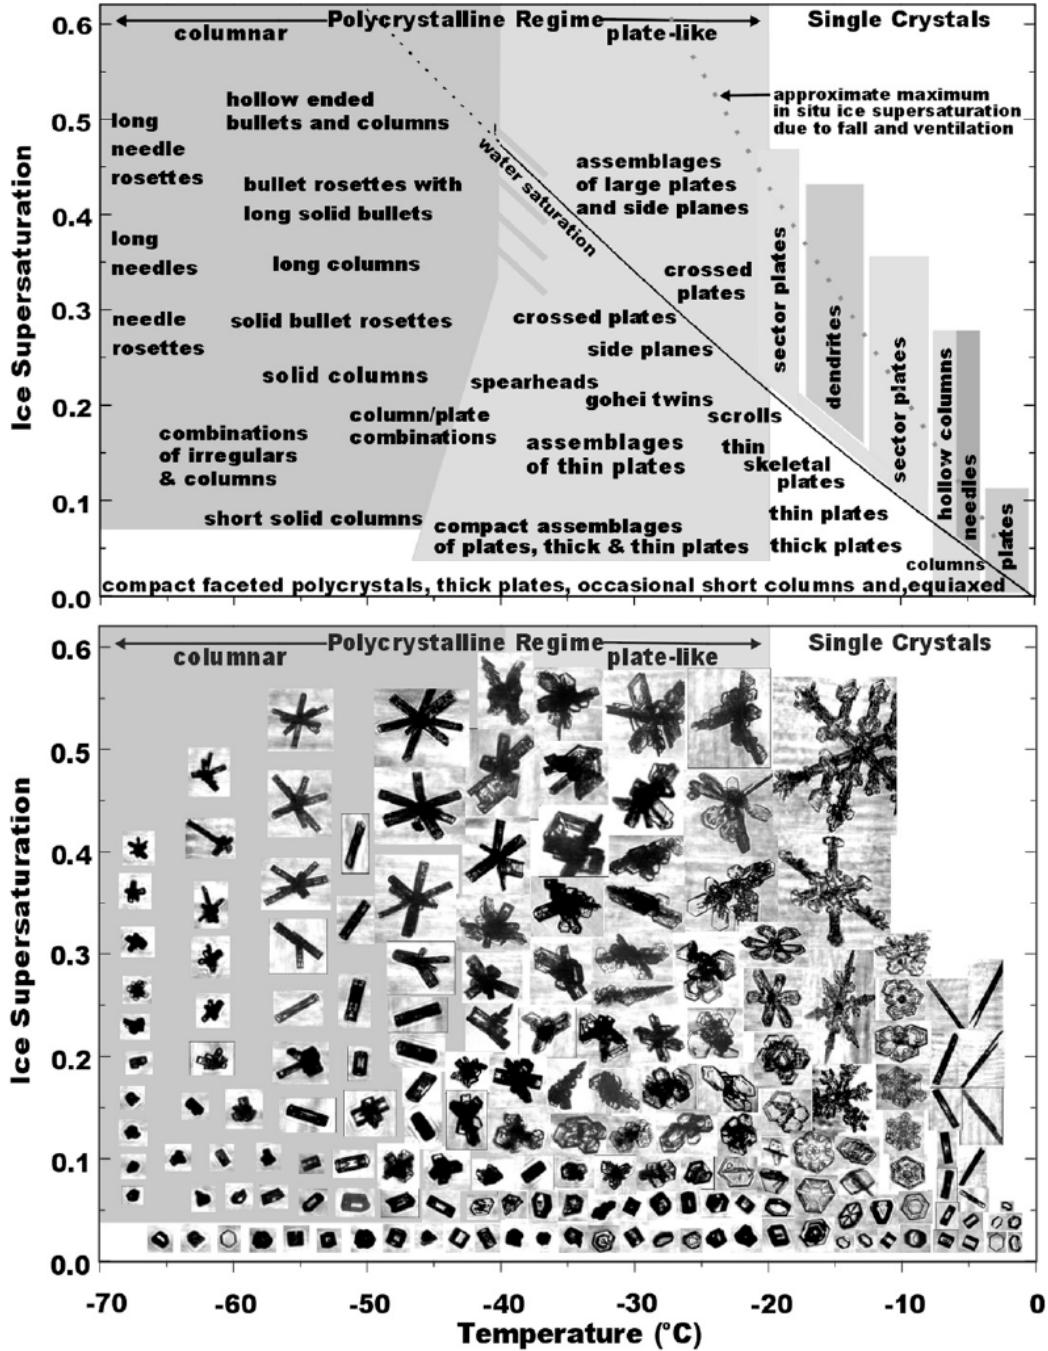 0.6
0.5
0.4
0.3
0.2
0.1
0.0
Ice Supersaturation
Polycrystalline Regime
Single Crystals
columnar
plate-like
approximate maximum
in situ ice supersaturation
due to fall and ventilation
hollow ended
bullets and columns
long
needle
rosettes
bullet rosettes with
long solid bullets
long
needles
long columns
needle
rosettes
solid bullet rosettes
solid columns
column/plate
combinations
combinations
of irregulars
& columns
short solid columns
water saturation
assemblages
of large plates
and side planes
crossed
plates
crossed plates
side planes
spearheads
gohei twins
scrolls
assemblages
of thin plates
thin
skeletal
plates
compact assemblages
of plates, thick & thin plates
thin plates
thick plates
sector plates
dendrites
sector plates
hollow columns
needles
plates
columns
compact faceted polycrystals, thick plates, occasional short columns and,equiaxed
0.6
0.5
0.4
0.3
0.2
0.1
0.0
Ice Supersaturation
Polycrystalline Regime
Single Crystals
columnar
plate-like
-70 -60 -50 -40 -30 -20 -10 0
Temperature (°C)